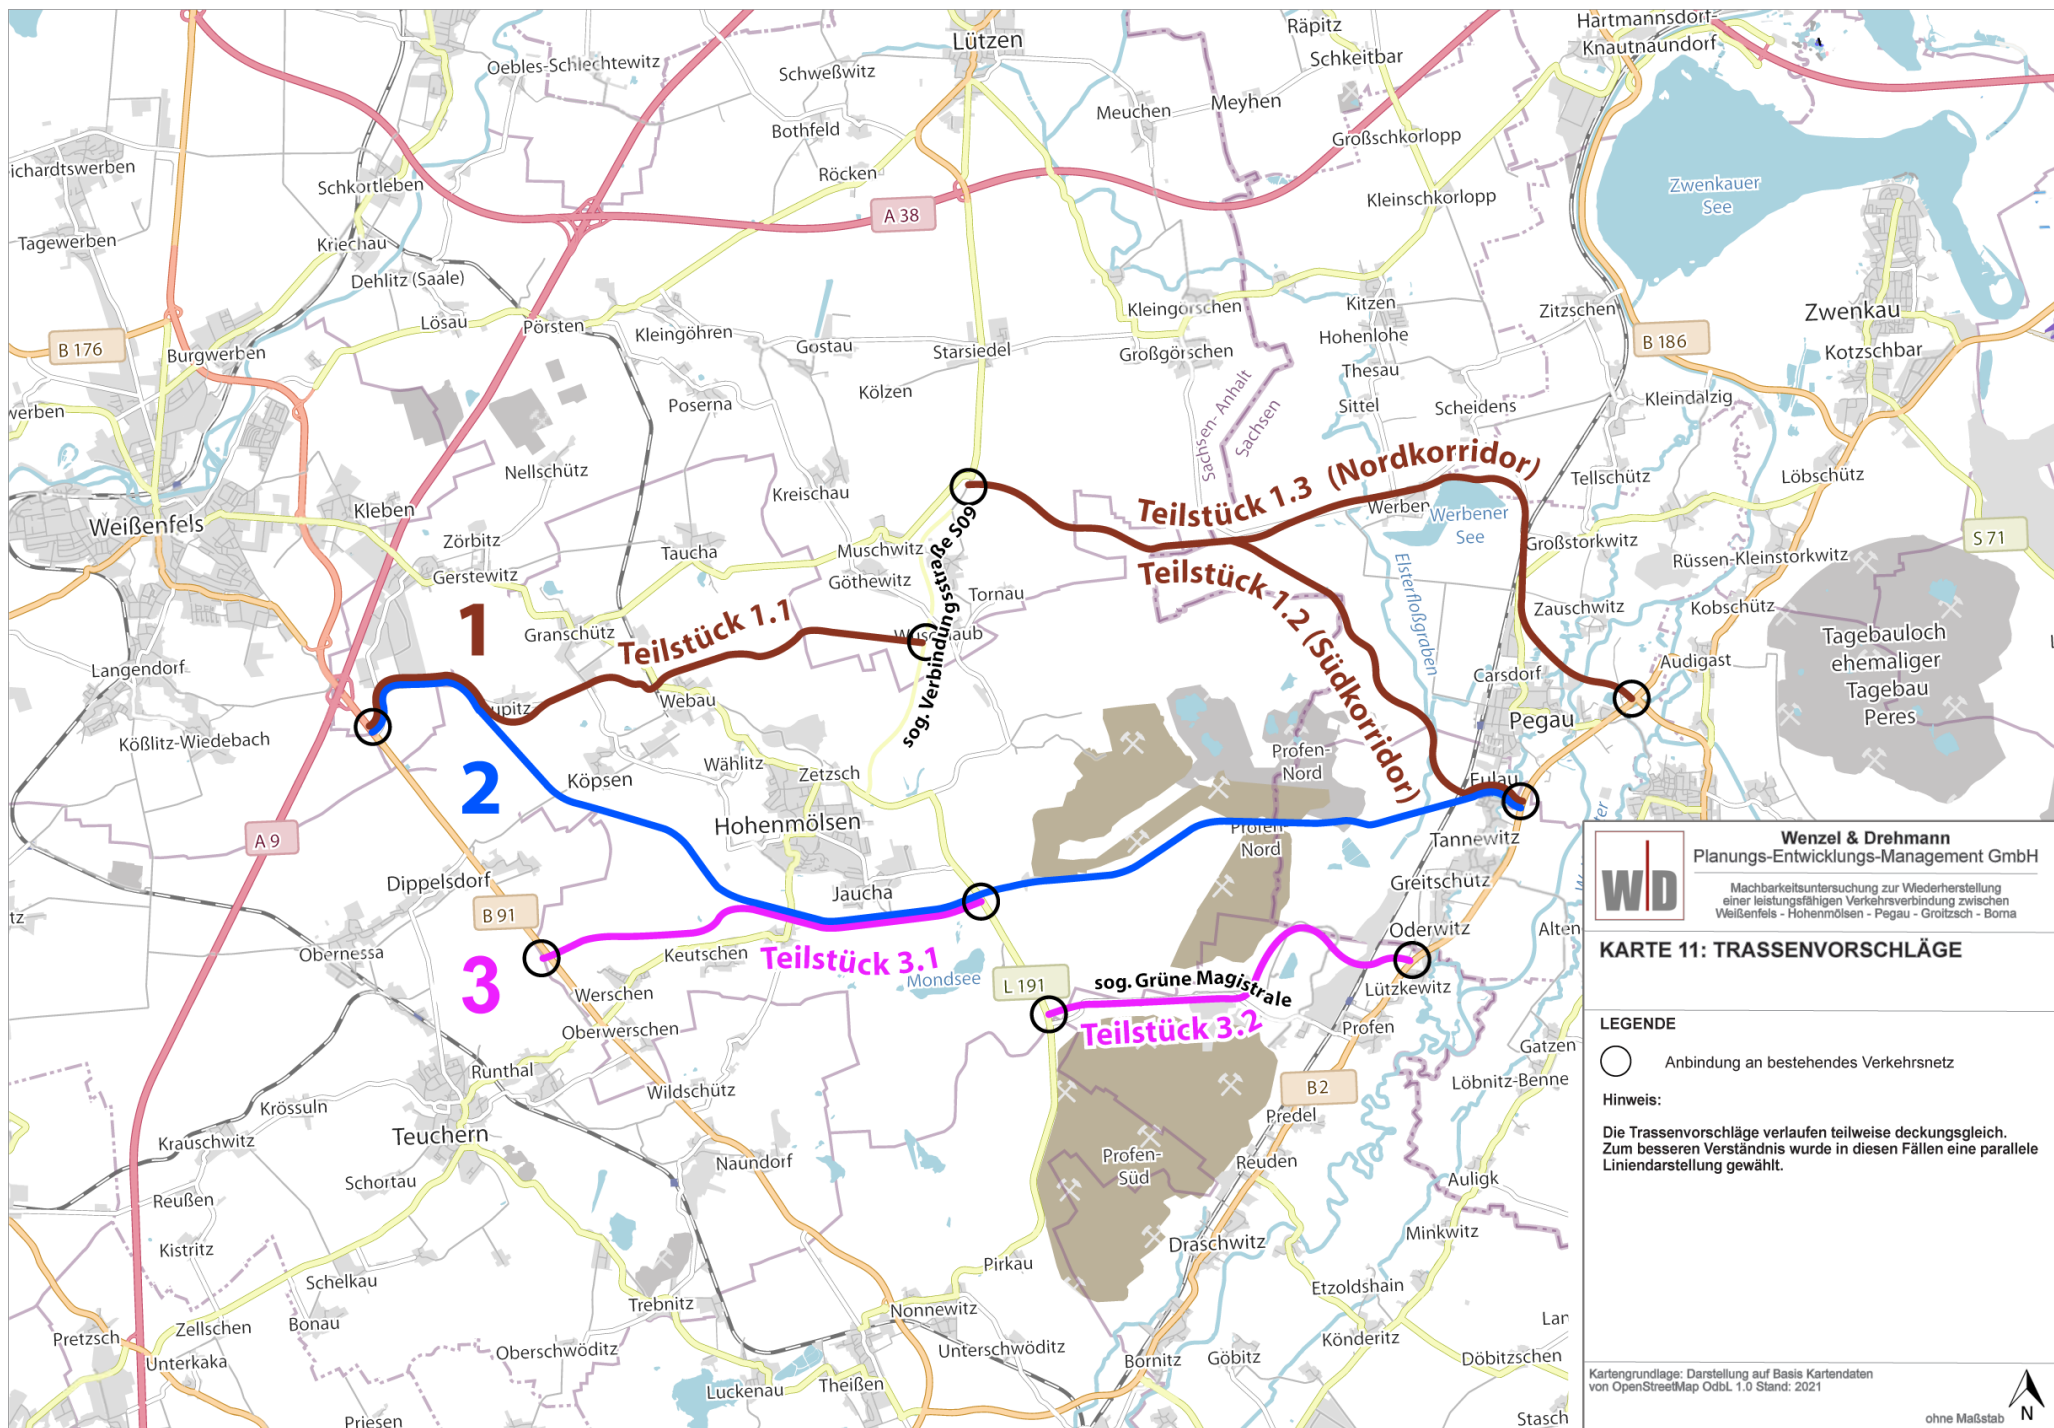 Lützen
Räpitz
Hartmannsdorf-
Knautnaundorf
Schkeitbar
Oebles-Schlechtewitz
Schweßwitz
Meuchen
Meyhen
Großschkorlopp
Bothfeld
ichardtswerben
Schkortleben
Röcken
Kleinschkorlopp
Zwenkauer
See
A 38
Tagewerben
Kriechau
Dehlitz (Saale)
Lösau
Pörsten
Kleingöhren
Gostau
Starsiedel
Kleingörschen
Großgörschen
Kitzen
Hohenlohe
Zitzschen
Zwenkau
Kotzschbar
B 176
Burgwerben
B 186
Kölzen
Poserna
Thesau
Sittel
Scheidens
Kleindalzig
werben
Sachsen-Anhalt
Sachsen
Nellschütz
Kreischau
Teilstück 1.3 (Nordkorridor)
Tellschütz
Löbschütz
Weißenfels
Kleben
Zörbitz
Taucha
Muschwitz
Werben
Werbener
See
Großstorkwitz
S 71
Rüssen-Kleinstorkwitz
Gerstewitz
Göthewitz
Tornau
sog. Verbindungsstraße S09
Teilstück 1.2 (Südkorridor)
Elsterfloßgraben
Zauschwitz
Kobschütz
1
Granschütz
Teilstück 1.1
Tagebauloch
ehemaliger
Tagebau
Peres
Langendorf
Webau
Carsdorf
Audigast
Pegau
Kößlitz-Wiedebach
upitz
Profen-
Nord
2
Köpsen
Wählitz
Zetzsch
Eulau
A 9
Hohenmölsen
Profen
Nord
Tannewitz
Dippelsdorf
Jaucha
Greitschütz
B 91
Obernessa
Keutschen
Teilstück 3.1
Mondsee
Oderwitz
Alten
tz
3
Werschen
L 191
sog. Grüne Magistrale
Lützkewitz
Teilstück 3.2
Profen
Oberwerschen
Gatzen
Runthal
Wildschütz
B2
Löbnitz-Benne
Krössuln
Predel
Krauschwitz
Teuchern
Naundorf
Profen-
Süd
Reuden
Auligk
Schortau
Reußen
Minkwitz
Kistritz
Draschwitz
Schelkau
Pirkau
Etzoldshain
Trebnitz
Nonnewitz
Bonau
Zellschen
Pretzsch
Unterkaka
Oberschwöditz
Unterschwöditz
Könderitz
Göbitz
Bornitz
Döbitzschen
Luckenau
Theißen
Priesen
Lan
Stasch
Wenzel & Drehmann
Planungs-Entwicklungs-Management GmbH
W D
Machbarkeitsuntersuchung zur Wiederherstellung
einer leistungsfähigen Verkehrsverbindung zwischen
Weißenfels - Hohenmölsen - Pegau - Groitzsch - Borna
KARTE 11: TRASSENVORSCHLÄGE
LEGENDE
Anbindung an bestehendes Verkehrsnetz
Hinweis:
Die Trassenvorschläge verlaufen teilweise deckungsgleich.
Zum besseren Verständnis wurde in diesen Fällen eine parallele
Liniendarstellung gewählt.
Kartengrundlage: Darstellung auf Basis Kartendaten
von OpenStreetMap OdbL 1.0 Stand: 2021
ohne Maßstab
N